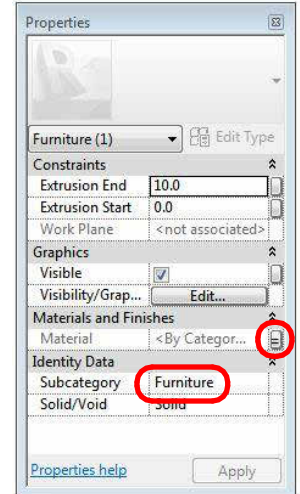 Properties
Furniture (1) Edit Type
Constraints
Extrusion End 10.0
Extrusion Start 0.0
Work Plane <not associated>
Graphics
Visible
Visibility/Grap... Edit...
Materials and Finishes
Material <By Categor... =
Identity Data
Subcategory Furniture
Solid/Void Solid
Properties help Apply